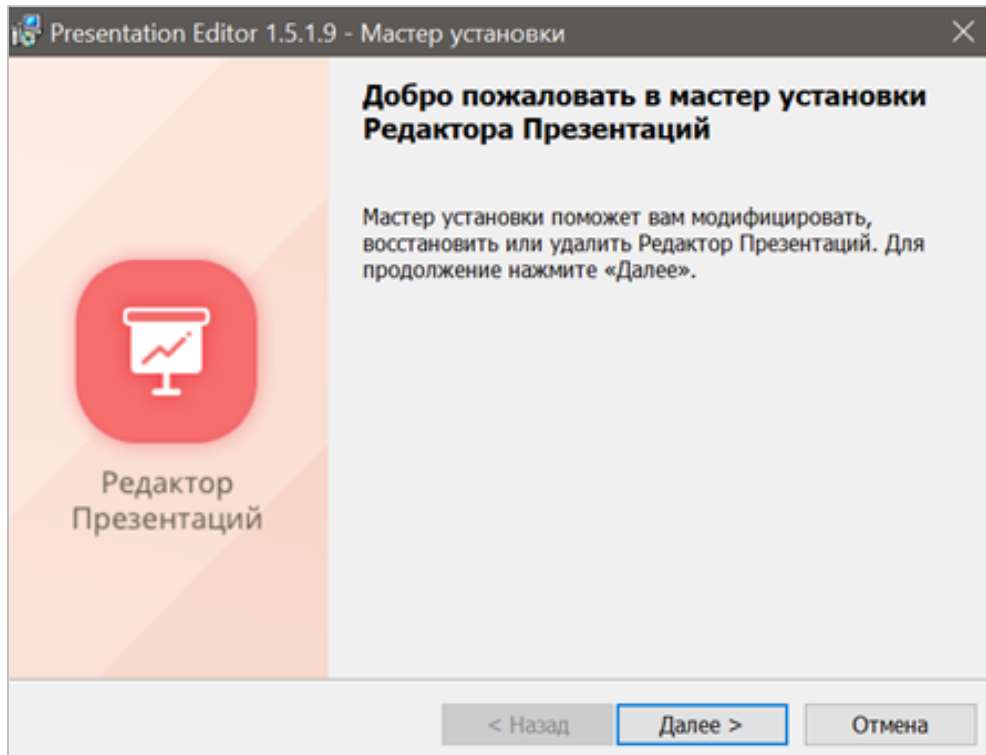 Presentation Editor 1.5.1.9 - Мастер установки
Добро пожаловать в мастер установки
Редактора Презентаций
Мастер установки поможет вам модифицировать,
восстановить или удалить Редактор Презентаций. Для
продолжение нажмите «Далее».
Редактор
Презентаций
< Назад
Далее >
Отмена